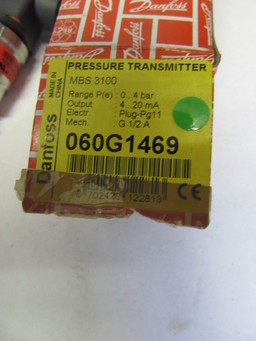 Danfoss
Danfoss
MADE IN
CHINA
PRESSURE TRANSMITTER
MBS 3100
Range P(e) : 0...4 bar
Output : 4...20 mA
Electr : Plug-Pg11
Mech : G 1/2 A
060G1469
CE